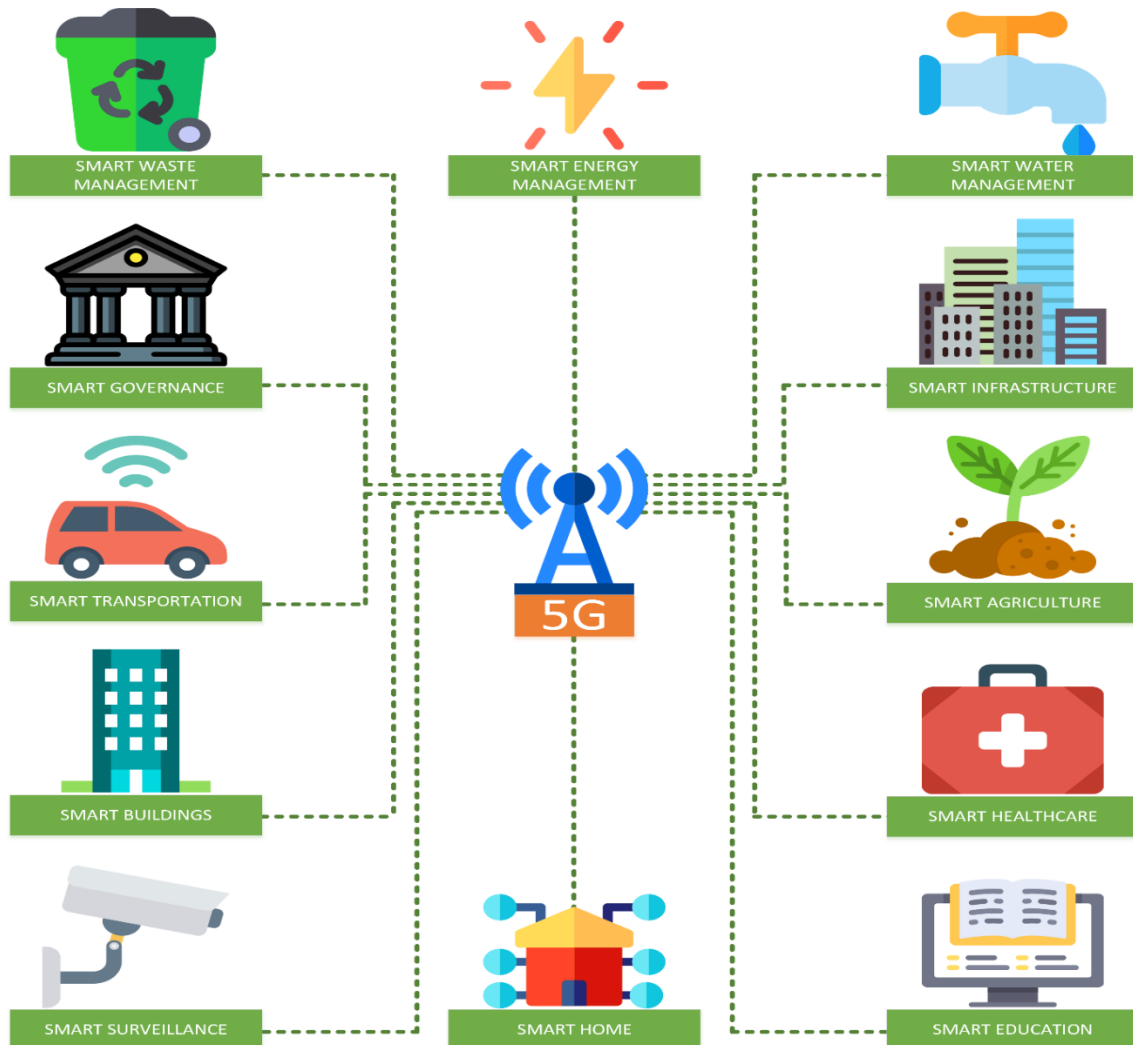 SMART WASTE
MANAGEMENT
SMART ENERGY
MANAGEMENT
SMART WATER
MANAGEMENT
SMART GOVERNANCE
SMART INFRASTRUCTURE
SMART TRANSPORTATION
SMART AGRICULTURE
5G
SMART BUILDINGS
SMART HEALTHCARE
SMART SURVEILLANCE
SMART HOME
SMART EDUCATION